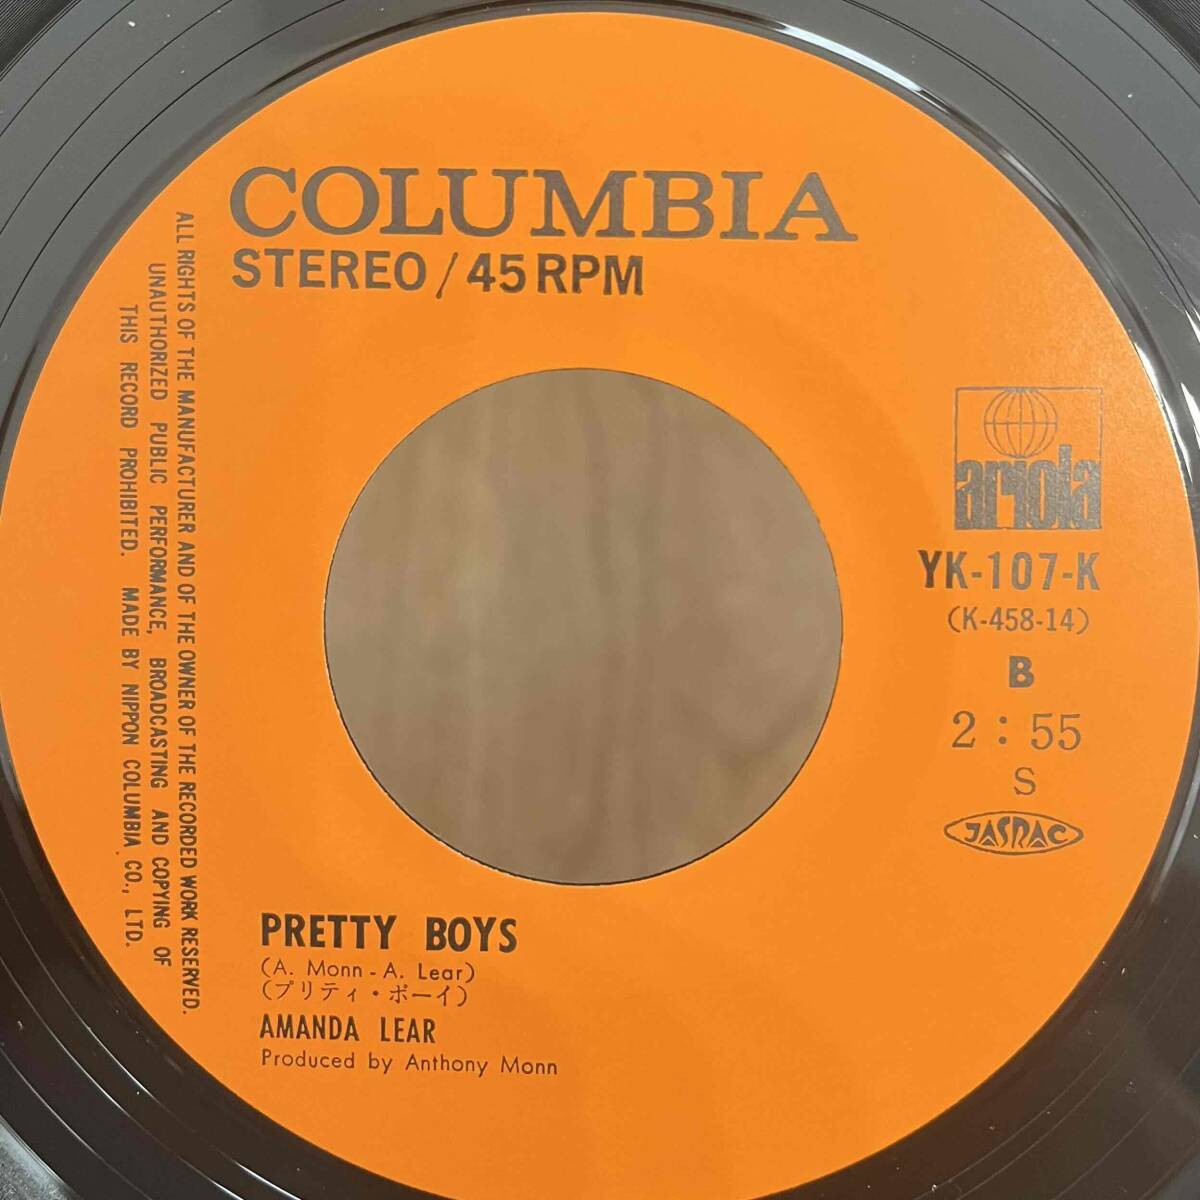 COLUMBIA
STEREO / 45 RPM
ALL RIGHTS OF THE MANUFACTURER AND OF THE OWNER OF THE RECORDED WORK RESERVED.
UNAUTHORIZED PUBLIC PERFORMANCE, BROADCASTING AND COPYING OF
THIS RECORD PROHIBITED. MADE BY NIPPON COLUMBIA CO., LTD.
ariola
YK-107-K
(K-458-14)
B
2 : 55
S
JASRAC
PRETTY BOYS
(A. Monn - A. Lear)
(プリティ・ボーイ)
AMANDA LEAR
Produced by Anthony Monn